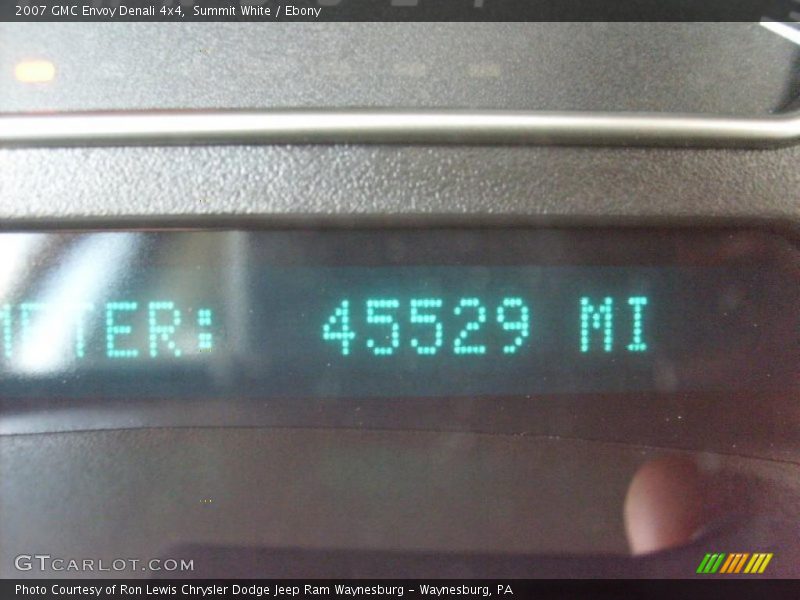 2007 GMC Envoy Denali 4x4, Summit White / Ebony
METER: 45529 MI
GTcarlot.com
Photo Courtesy of Ron Lewis Chrysler Dodge Jeep Ram Waynesburg - Waynesburg, PA